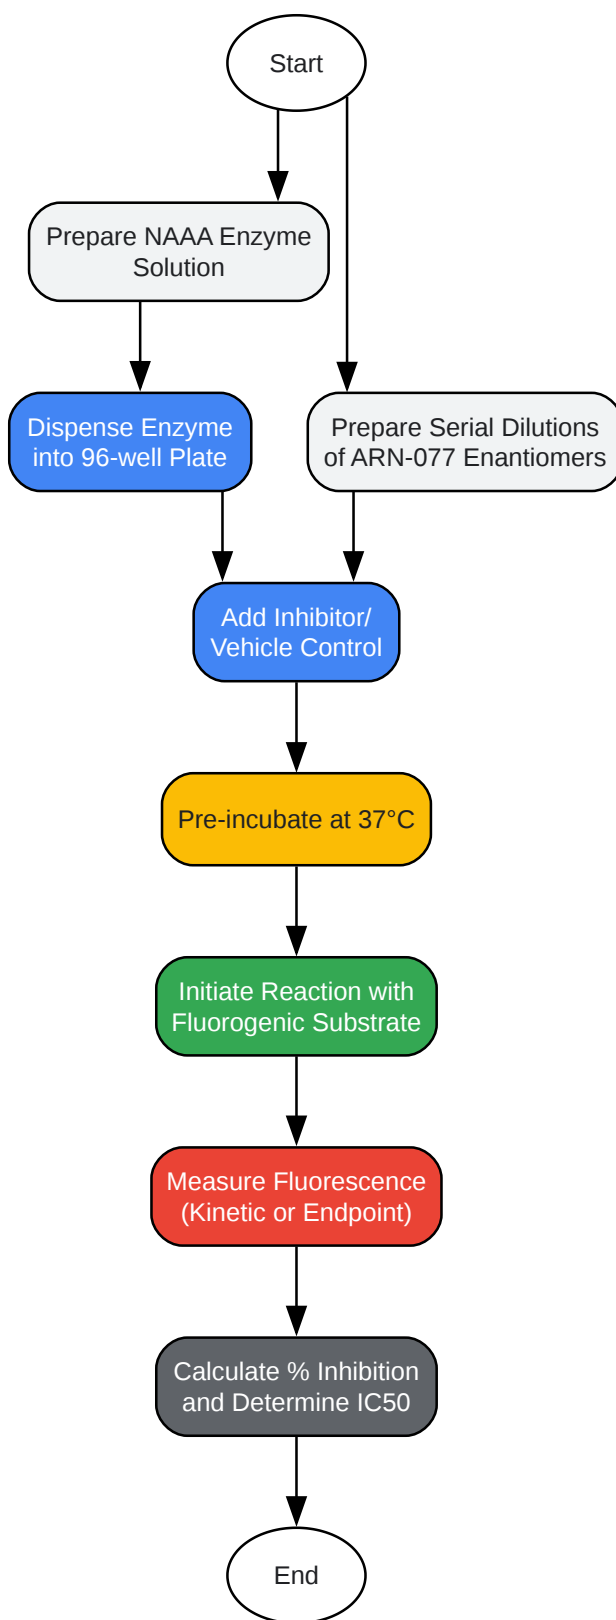 Start
Prepare NAAA Enzyme
Solution
Dispense Enzyme
into 96-well Plate
Prepare Serial Dilutions
of ARN-077 Enantiomers
Add Inhibitor/
Vehicle Control
Pre-incubate at 37°C
Initiate Reaction with
Fluorogenic Substrate
Measure Fluorescence
(Kinetic or Endpoint)
Calculate % Inhibition
and Determine IC50
End